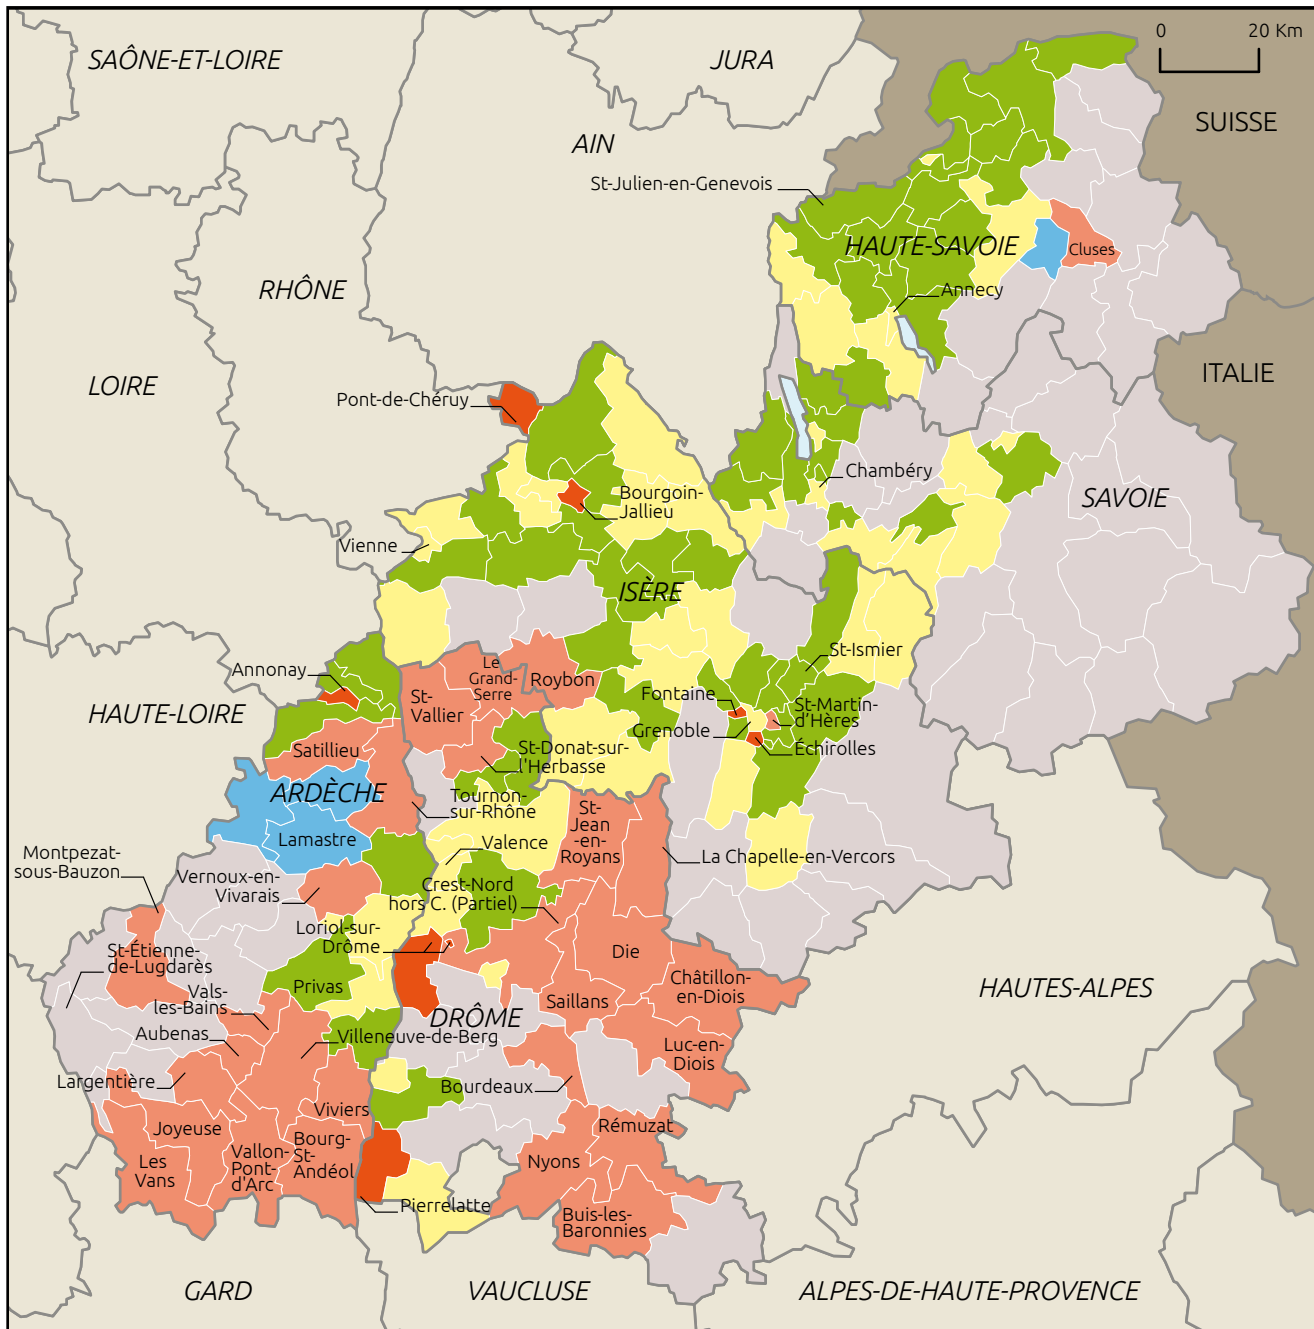 0 20 Km
SAÔNE-ET-LOIRE
JURA
SUISSE
AIN
St-Julien-en-Genevois
HAUTE-SAVOIE
Cluses
RHÔNE
Annecy
LOIRE
ITALIE
Pont-de-Chéruy
Chambéry
Bourgoin-
Jallieu
SAVOIE
Vienne
ISÈRE
St-Ismier
Annonay
Le
Grand-
Serre
Roybon
St-
Vallier
Fontaine
St-Martin-
d'Hères
HAUTE-LOIRE
Grenoble
Échirolles
Satillieu
St-Donat-sur-
l'Herbasse
ARDÈCHE
Tournon-
sur-Rhône
St-
Jean
-en-
Royans
Lamastre
Valence
La Chapelle-en-Vercors
Montpezat-
sous-Bauzon
Vernoux-en-
Vivarais
Crest-Nord
hors C. (Partiel)
Loriol-sur-
Drôme
St-Étienne-
de-Lugdarès
Die
Châtillon-
en-Diois
Privas
HAUTES-ALPES
Vals-
les-Bains
Saillans
DRÔME
Aubenas
Villeneuve-de-Berg
Luc-en-
Diois
Largentière
Bourdeaux
Viviers
Joyeuse
Rémuzat
Bourg-
St-
Andéol
Vallon-
Pont-
d'Arc
Les
Vans
Nyons
Pierrelatte
Buis-les-
Baronnies
GARD
VAUCLUSE
ALPES-DE-HAUTE-PROVENCE